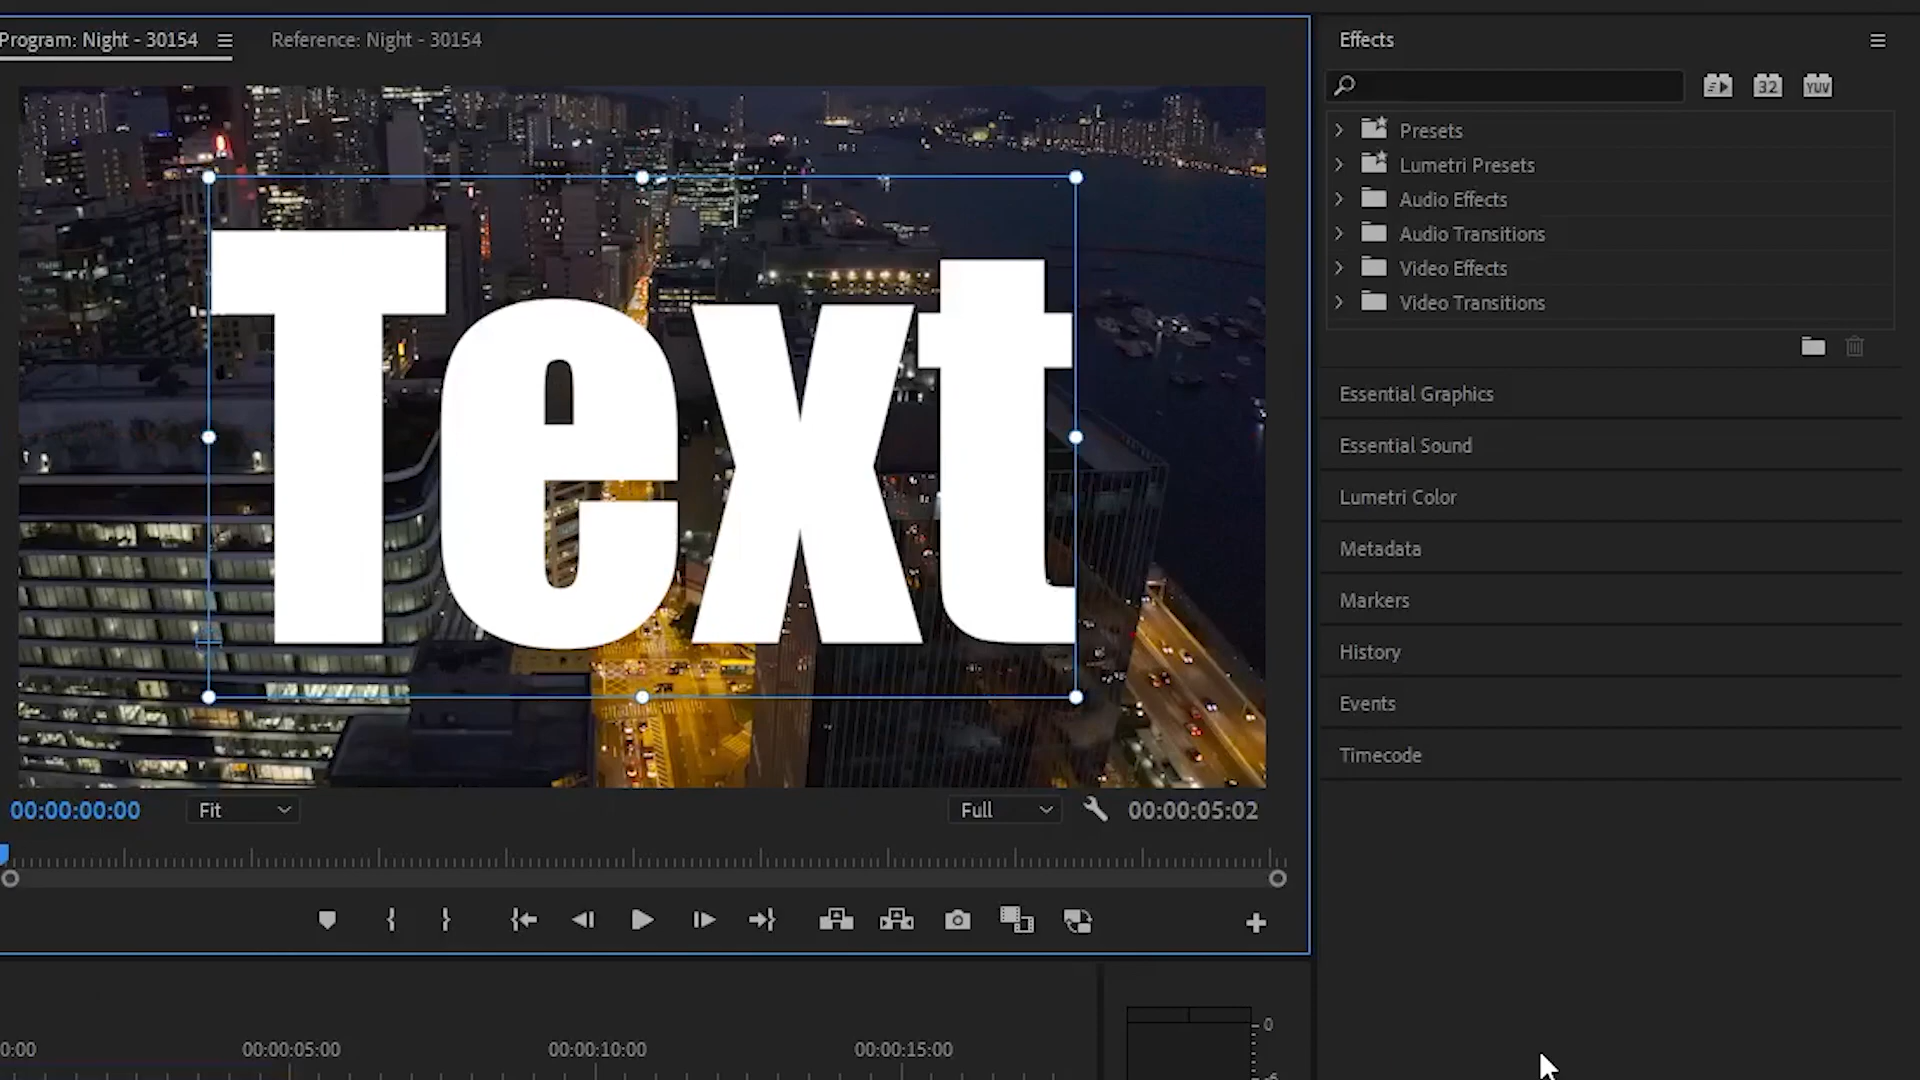 Program: Night - 30154
Reference: Night - 30154
Effects
32
YUV
Presets
Lumetri Presets
Audio Effects
Audio Transitions
Video Effects
Video Transitions
Essential Graphics
Essential Sound
Lumetri Color
Metadata
Markers
History
Events
Timecode
Text
00:00:00:00
Fit
Full
00:00:05:02
0:00
00:00:05:00
00:00:10:00
00:00:15:00
0